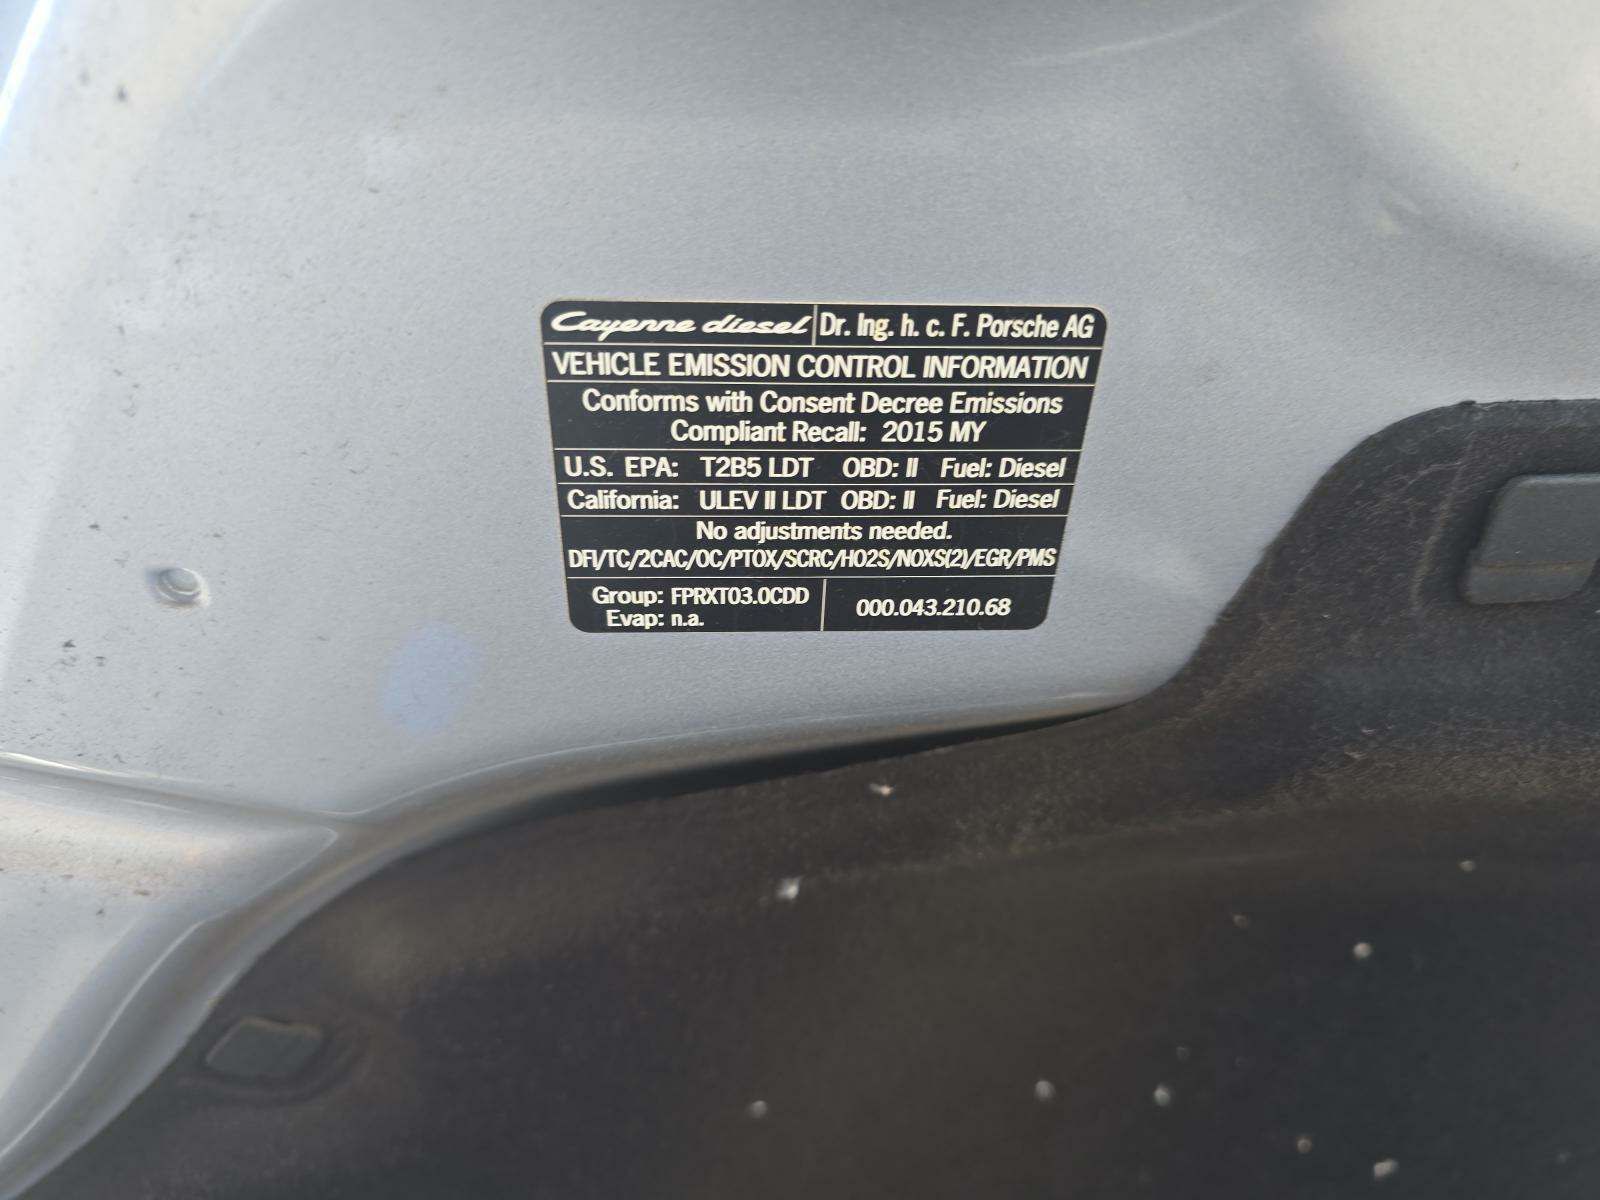 Cayenne diesel Dr. Ing. h. c. F. Porsche AG
VEHICLE EMISSION CONTROL INFORMATION
Conforms with Consent Decree Emissions
Compliant Recall: 2015 MY
U.S. EPA: T2B5 LDT OBD: II Fuel: Diesel
California: ULEV II LDT OBD: II Fuel: Diesel
No adjustments needed.
DFI/TC/2CAC/OC/PTOX/SCRC/HO2S/NOXS(2)/EGR/PMS
Group: FPRXT03.0CDD
Evap: n.a.
000.043.210.68